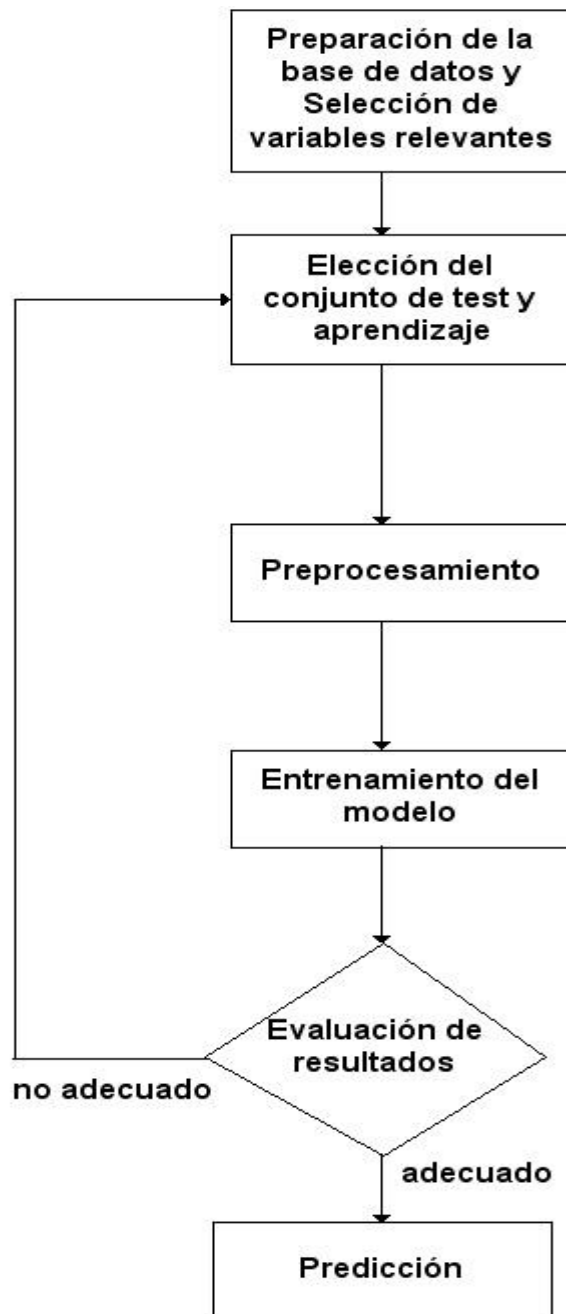 Preparación de la
base de datos y
Selección de
variables relevantes
Elección del
conjunto de test y
aprendizaje
Preprocesamiento
Entrenamiento del
modelo
Evaluación de
resultados
no adecuado
adecuado
Predicción